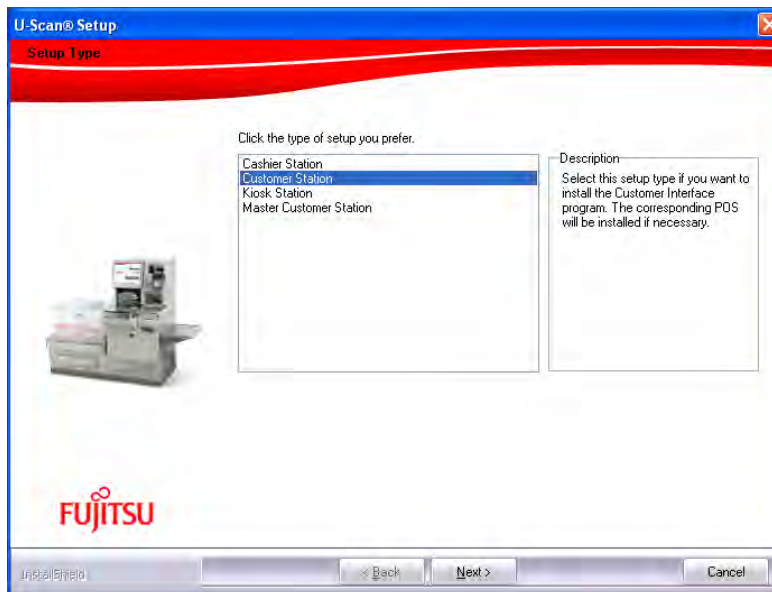 U-Scan® Setup
Setup Type
Click the type of setup you prefer.
Cashier Station
Customer Station
Kiosk Station
Master Customer Station
Description
Select this setup type if you want to
install the Customer Interface
program. The corresponding POS
will be installed if necessary.
FUJITSU
InstallShield
< Back
Next >
Cancel